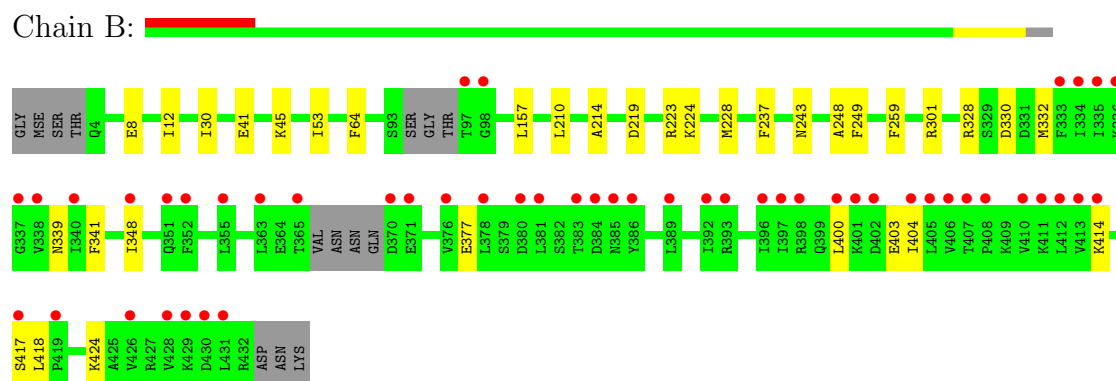 Chain B:
GLY MSE SER THR Q4 E8 I12 I30 E41 K45 I53 F64 S93 SER GLY THR T97 G98 L157 L210 A214 D219 R223 K224 M228 F237 N243 A248 F249 F259 R301 R328 S329 D330 D331 M332 F333 I334 I335 K336
G337 V338 N339 I340 F341 I348 Q351 F352 L355 L363 E364 T365 VAL ASN ASN GLN D370 E371 V376 E377 L378 S379 D380 L381 S382 T383 D384 N385 Y386 L389 I392 R393 I396 I397 R398 Q399 L400 K401 D402 E403 I404 L405 V406 T407 P408 K409 V410 K411 L412 V413 K414
S417 L418 P419 K424 A425 V426 R427 V428 K429 D430 L431 R432 ASP ASN LYS